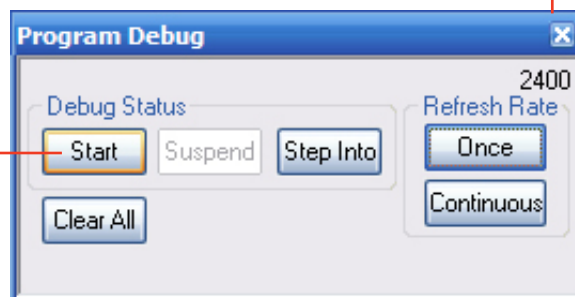 Program Debug
2400
Debug Status
Refresh Rate
Start Suspend Step Into
Once
Clear All
Continuous